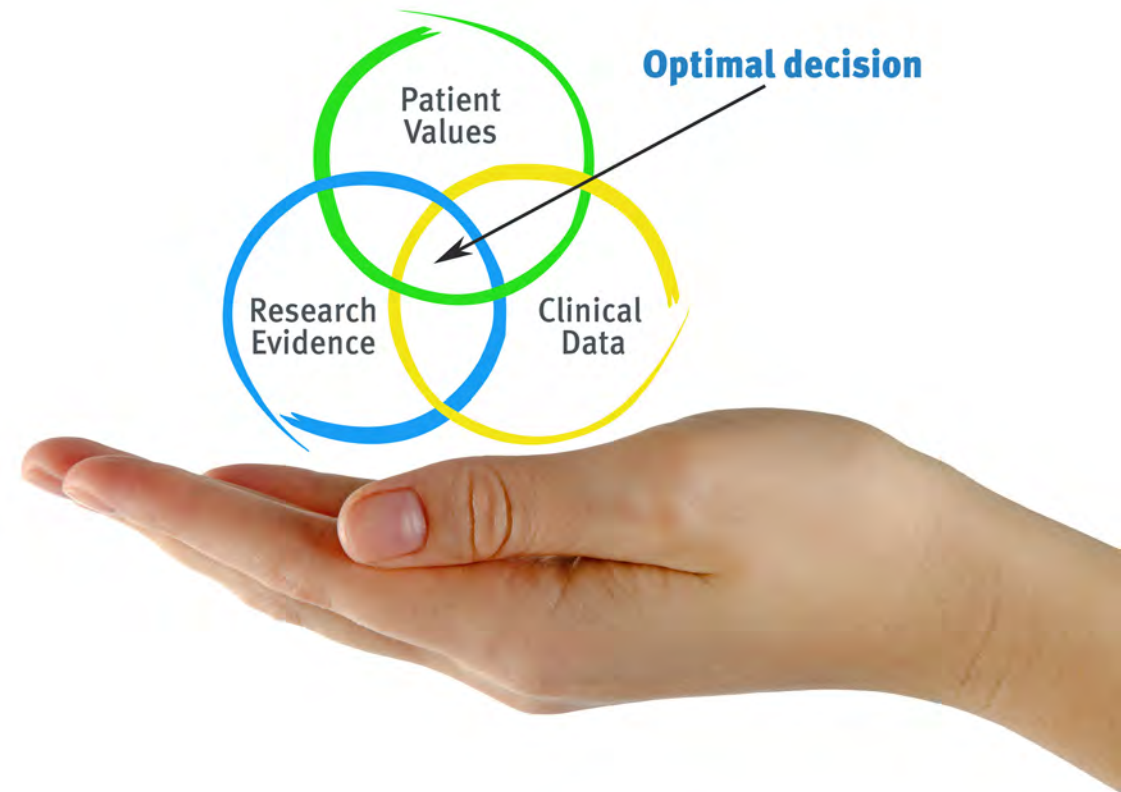 Optimal decision
Patient
Values
Research
Evidence
Clinical
Data